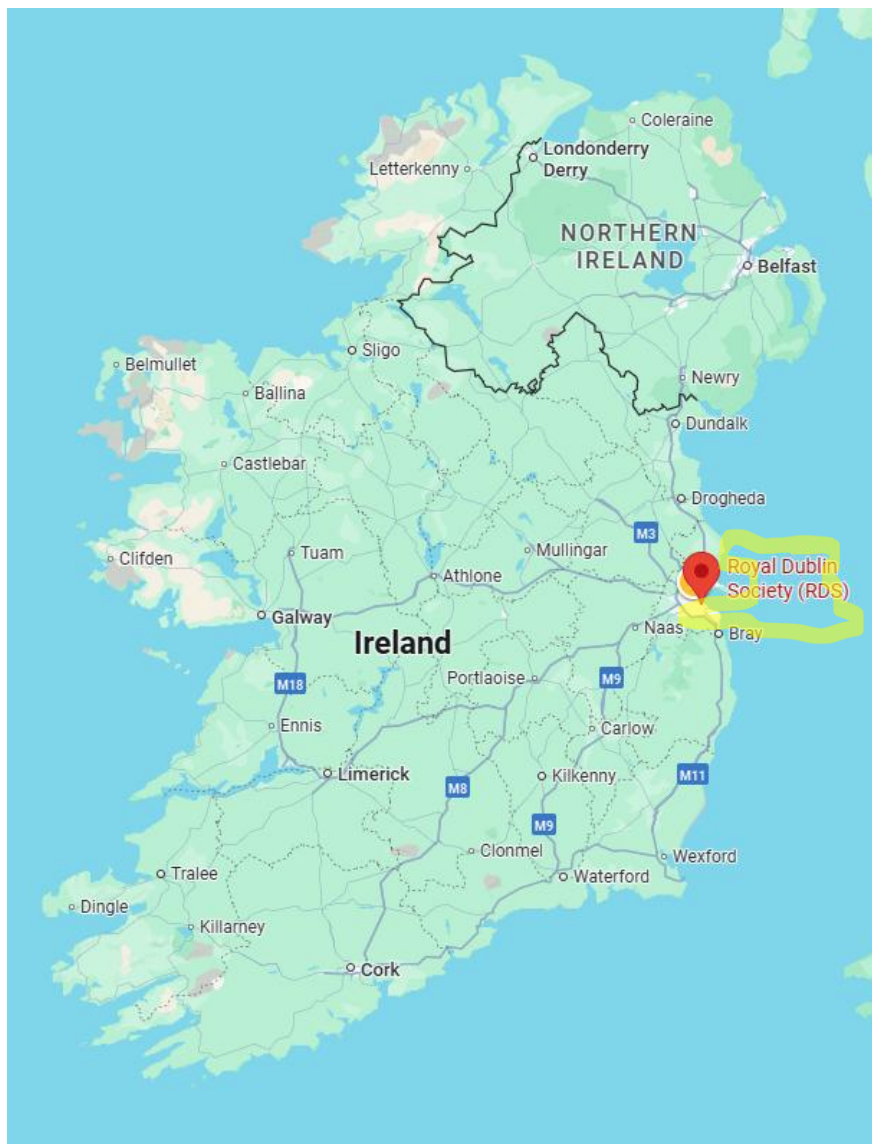 Coleraine
Londonderry
Derry
Letterkenny
NORTHERN
IRELAND
Belfast
Sligo
Belmullet
Ballina
Newry
Dundalk
Castlebar
Drogheda
M3
Clifden
Tuam
Mullingar
Royal Dublin
Society (RDS)
Athlone
Galway
Ireland
Naas
Bray
M18
Portlaoise
M9
Ennis
Carlow
Limerick
M8
Kilkenny
M11
M9
Clonmel
Wexford
Tralee
Waterford
Dingle
Killarney
Cork